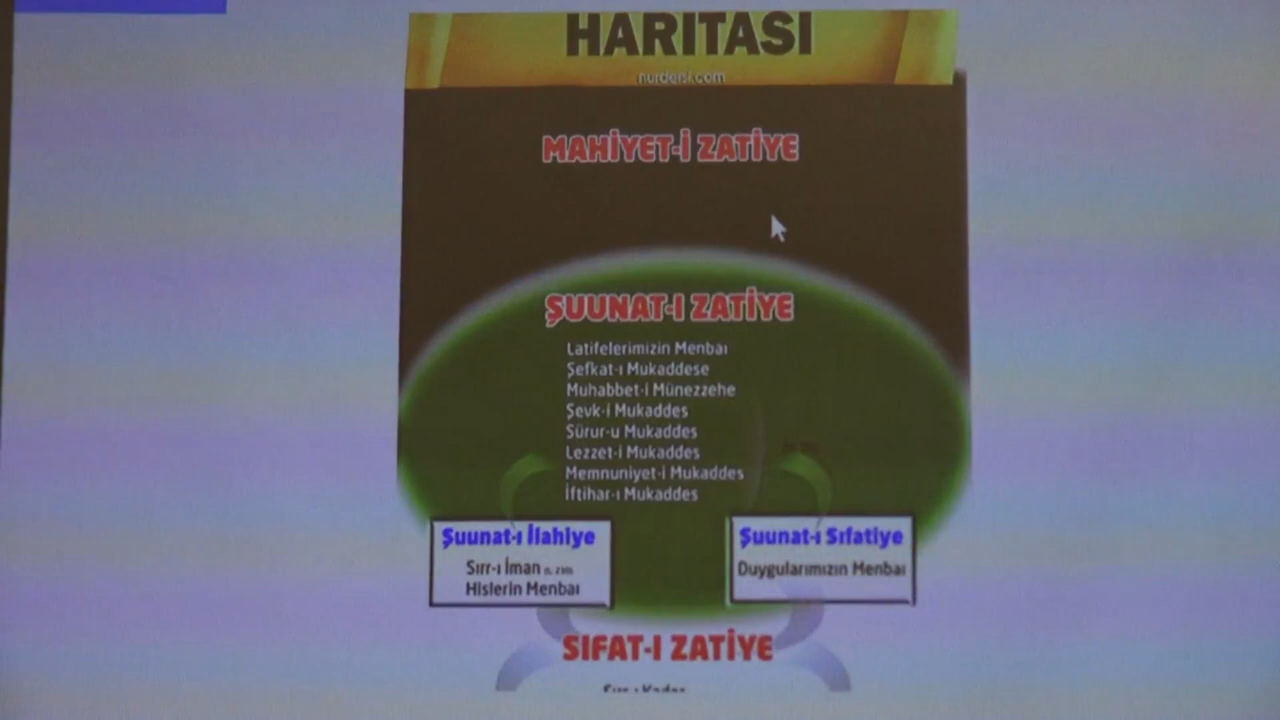 HARİTASI
nurdersi.com
MAHİYET-İ ZATİYE
ŞUUNAT-I ZATİYE
Latifelerimizin Menbaı
Şefkat-ı Mukaddese
Muhabbet-i Münezzehe
Şevk-i Mukaddes
Sürur-u Mukaddes
Lezzet-i Mukaddes
Memnuniyet-i Mukaddes
İftihar-ı Mukaddes
Şuunat-ı İlahiye
Sırr-ı İman
Hislerin Menbaı
Şuunat-ı Sıfatiye
Duygularımızın Menbaı
SIFAT-I ZATİYE